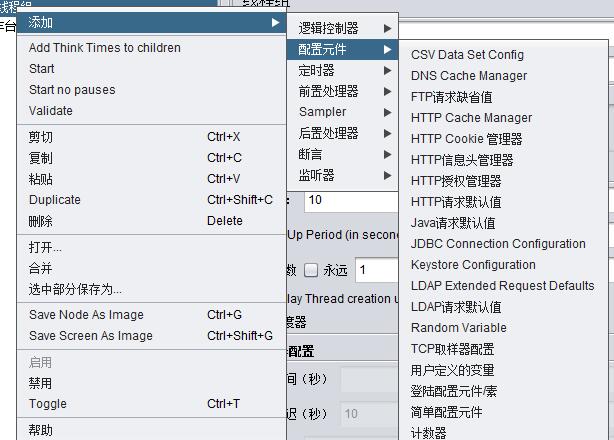 线程组
添加
Add Think Times to children
Start
Start no pauses
Validate
剪切 Ctrl+X
复制 Ctrl+C
粘贴 Ctrl+V
Duplicate Ctrl+Shift+C
删除 Delete
打开...
合并
选中部分保存为...
Save Node As Image Ctrl+G
Save Screen As Image Ctrl+Shift+G
启用
禁用
Toggle Ctrl+T
帮助
逻辑控制器
配置元件
定时器
前置处理器
Sampler
后置处理器
断言
监听器
CSV Data Set Config
DNS Cache Manager
FTP请求缺省值
HTTP Cache Manager
HTTP Cookie 管理器
HTTP信息头管理器
HTTP授权管理器
HTTP请求默认值
Java请求默认值
JDBC Connection Configuration
Keystore Configuration
LDAP Extended Request Defaults
LDAP请求默认值
Random Variable
TCP取样器配置
用户定义的变量
登陆配置元件/素
简单配置元件
计数器
10
Up Period (in secon
数 永远 1
lay Thread creation u
度器
配置
间（秒）
迟（秒） 10